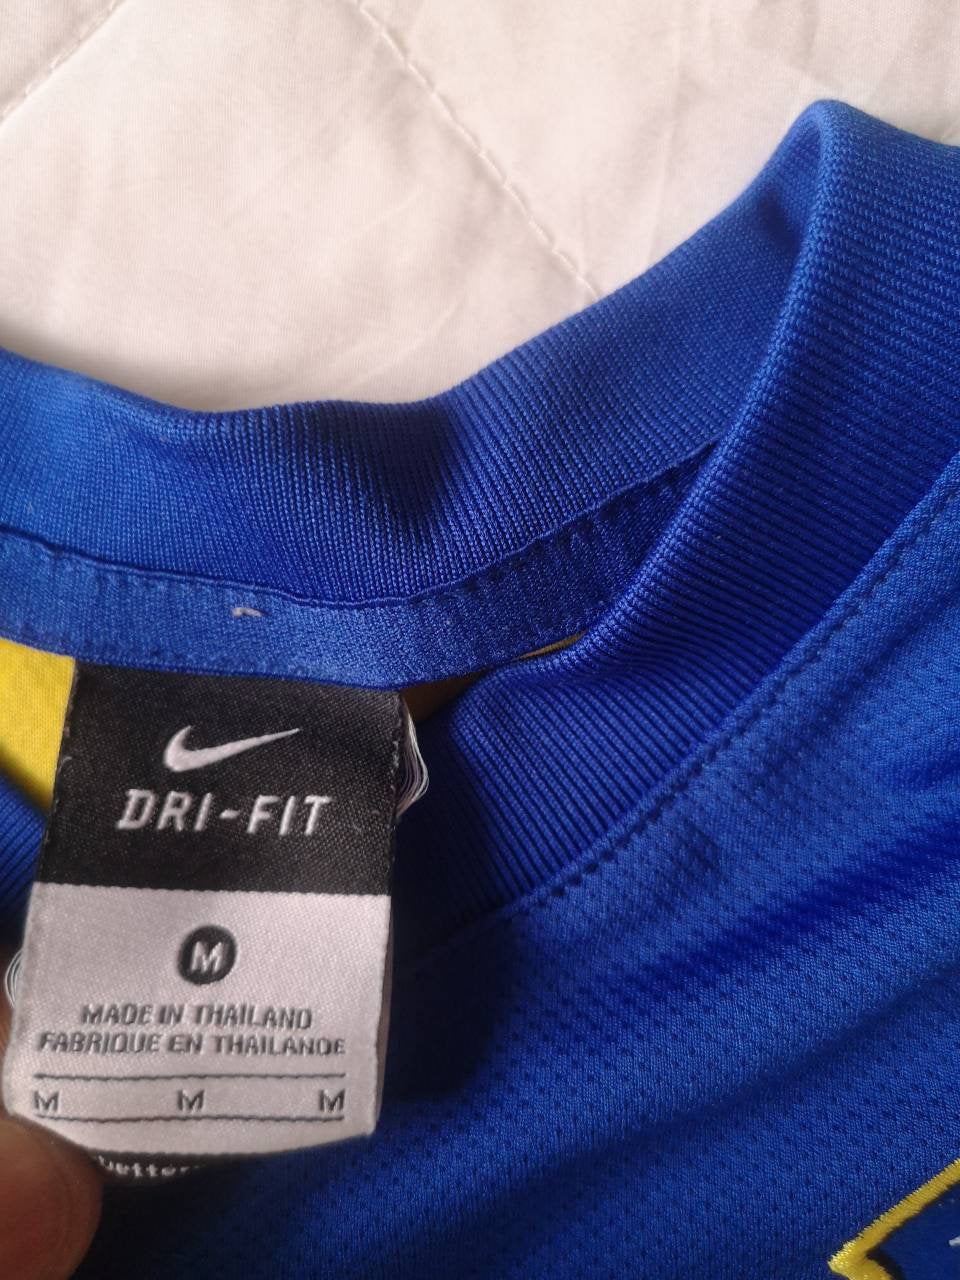 DRI-FIT
M
MADE IN THAILAND
FABRIQUE EN THAILANDE
M M M